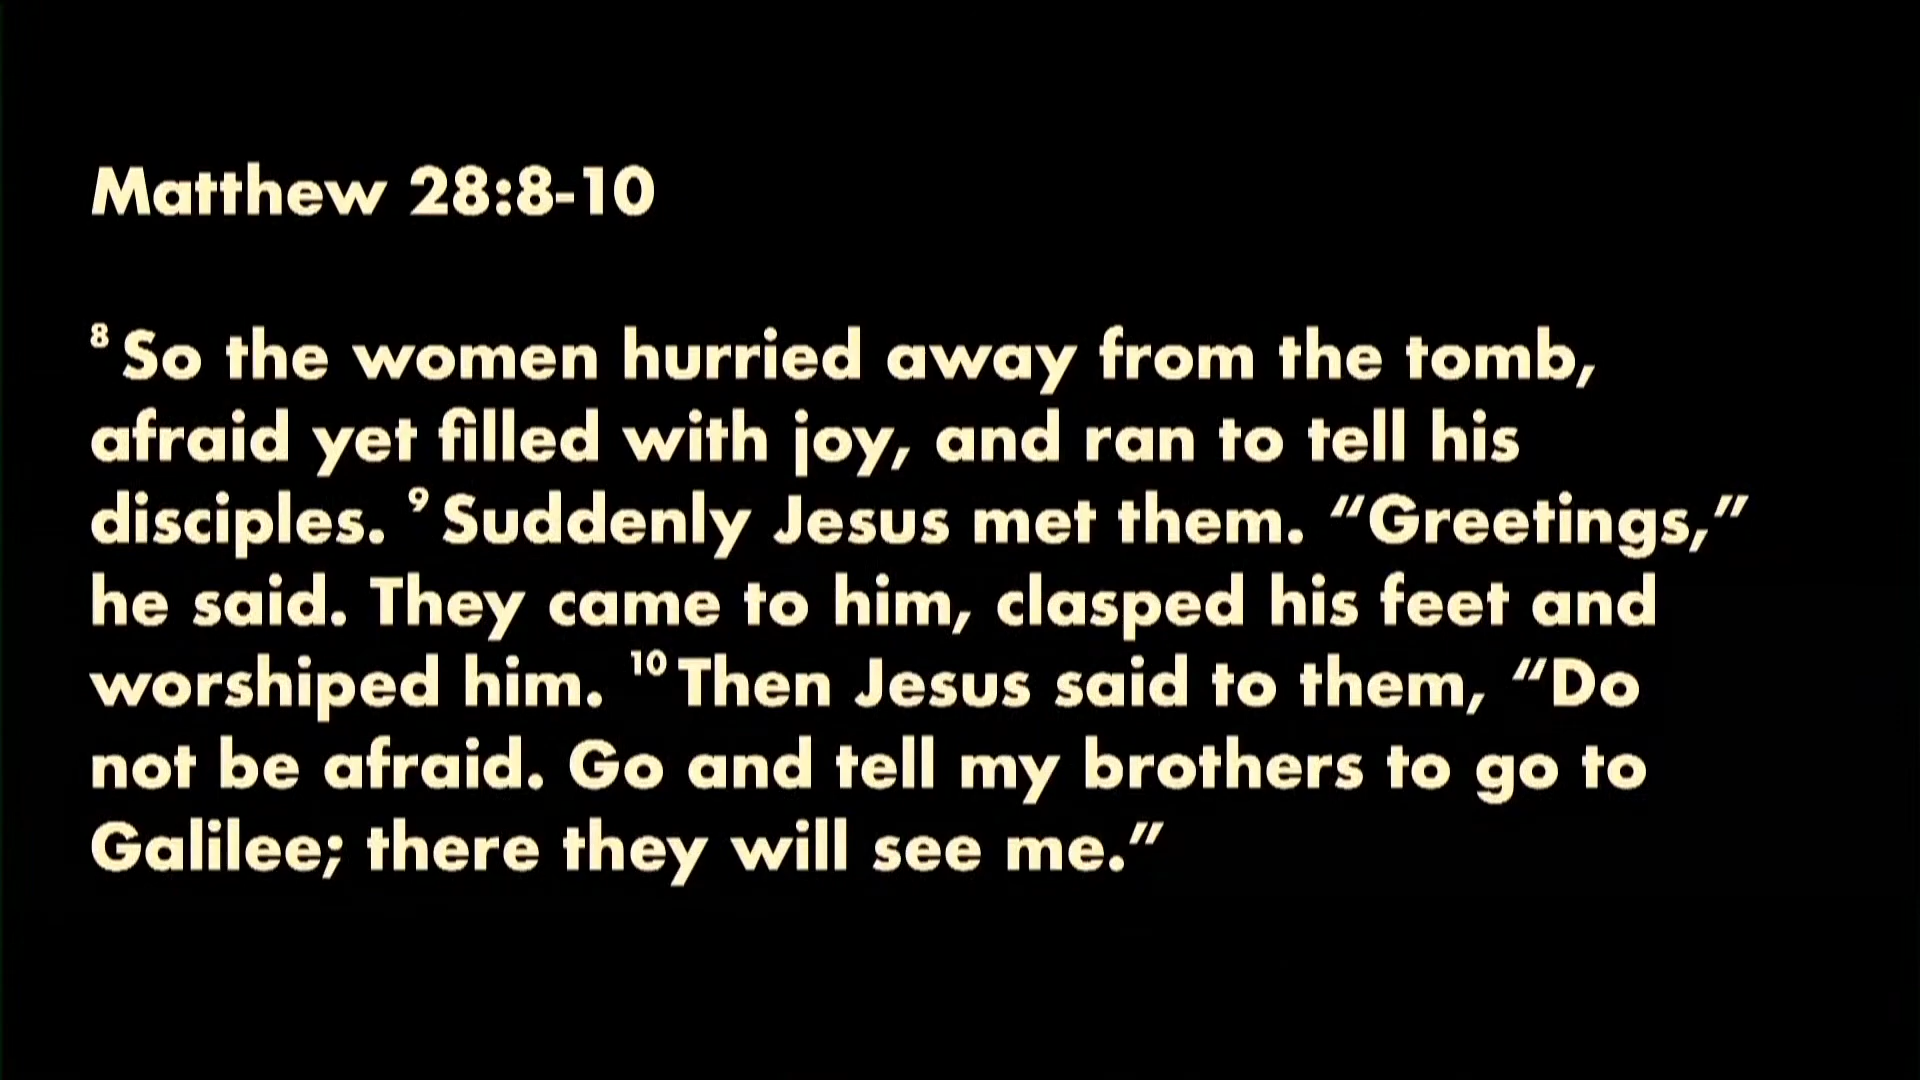 Matthew 28:8-10
⁸ So the women hurried away from the tomb,
afraid yet filled with joy, and ran to tell his
disciples. ⁹ Suddenly Jesus met them. “Greetings,”
he said. They came to him, clasped his feet and
worshiped him. ¹⁰ Then Jesus said to them, “Do
not be afraid. Go and tell my brothers to go to
Galilee; there they will see me.”